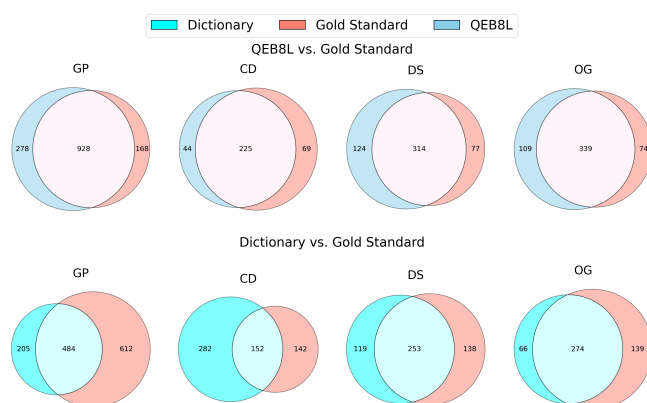 Dictionary Gold Standard QEB8L
QEB8L vs. Gold Standard
GP CD DS OG
278 928 168 44 225 69 124 314 77 109 339 74
Dictionary vs. Gold Standard
GP CD DS OG
205 484 612 282 152 142 119 253 138 66 274 139